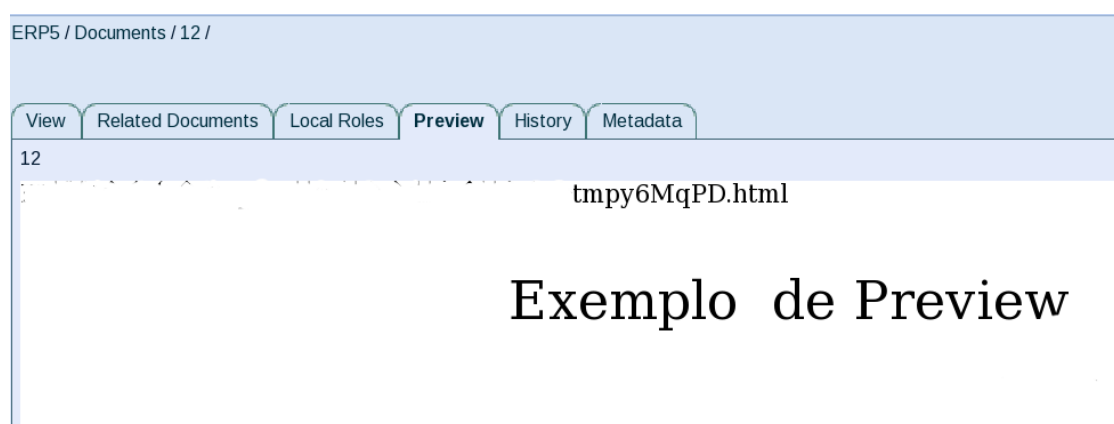 ERP5 / Documents / 12 /
View Related Documents Local Roles Preview History Metadata
12
tmpy6MqPD.html
Exemplo de Preview